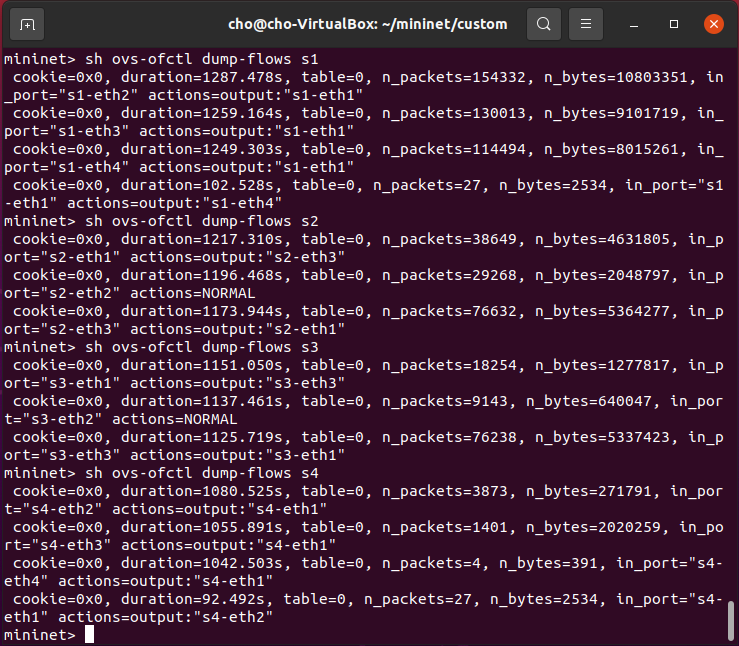 cho@cho-VirtualBox: ~/mininet/custom
mininet> sh ovs-ofctl dump-flows s1
 cookie=0x0, duration=1287.478s, table=0, n_packets=154332, n_bytes=10803351, in
_port="s1-eth2" actions=output:"s1-eth1"
 cookie=0x0, duration=1259.164s, table=0, n_packets=130013, n_bytes=9101719, in_
port="s1-eth3" actions=output:"s1-eth1"
 cookie=0x0, duration=1249.303s, table=0, n_packets=114494, n_bytes=8015261, in_
port="s1-eth4" actions=output:"s1-eth1"
 cookie=0x0, duration=102.528s, table=0, n_packets=27, n_bytes=2534, in_port="s1
-eth1" actions=output:"s1-eth4"
mininet> sh ovs-ofctl dump-flows s2
 cookie=0x0, duration=1217.310s, table=0, n_packets=38649, n_bytes=4631805, in_p
ort="s2-eth1" actions=output:"s2-eth3"
 cookie=0x0, duration=1196.468s, table=0, n_packets=29268, n_bytes=2048797, in_p
ort="s2-eth2" actions=NORMAL
 cookie=0x0, duration=1173.944s, table=0, n_packets=76632, n_bytes=5364277, in_p
ort="s2-eth3" actions=output:"s2-eth1"
mininet> sh ovs-ofctl dump-flows s3
 cookie=0x0, duration=1151.050s, table=0, n_packets=18254, n_bytes=1277817, in_p
ort="s3-eth1" actions=output:"s3-eth3"
 cookie=0x0, duration=1137.461s, table=0, n_packets=9143, n_bytes=640047, in_por
t="s3-eth2" actions=NORMAL
 cookie=0x0, duration=1125.719s, table=0, n_packets=76238, n_bytes=5337423, in_p
ort="s3-eth3" actions=output:"s3-eth1"
mininet> sh ovs-ofctl dump-flows s4
 cookie=0x0, duration=1080.525s, table=0, n_packets=3873, n_bytes=271791, in_por
t="s4-eth2" actions=output:"s4-eth1"
 cookie=0x0, duration=1055.891s, table=0, n_packets=1401, n_bytes=2020259, in_po
rt="s4-eth3" actions=output:"s4-eth1"
 cookie=0x0, duration=1042.503s, table=0, n_packets=4, n_bytes=391, in_port="s4-
eth4" actions=output:"s4-eth1"
 cookie=0x0, duration=92.492s, table=0, n_packets=27, n_bytes=2534, in_port="s4-
eth1" actions=output:"s4-eth2"
mininet>